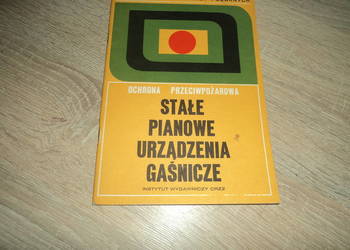 OCHRONA PRZECIWPOŻAROWA
STAŁE
PIANOWE
URZĄDZENIA
GAŚNICZE
INSTYTUT WYDAWNICZY CRZZ